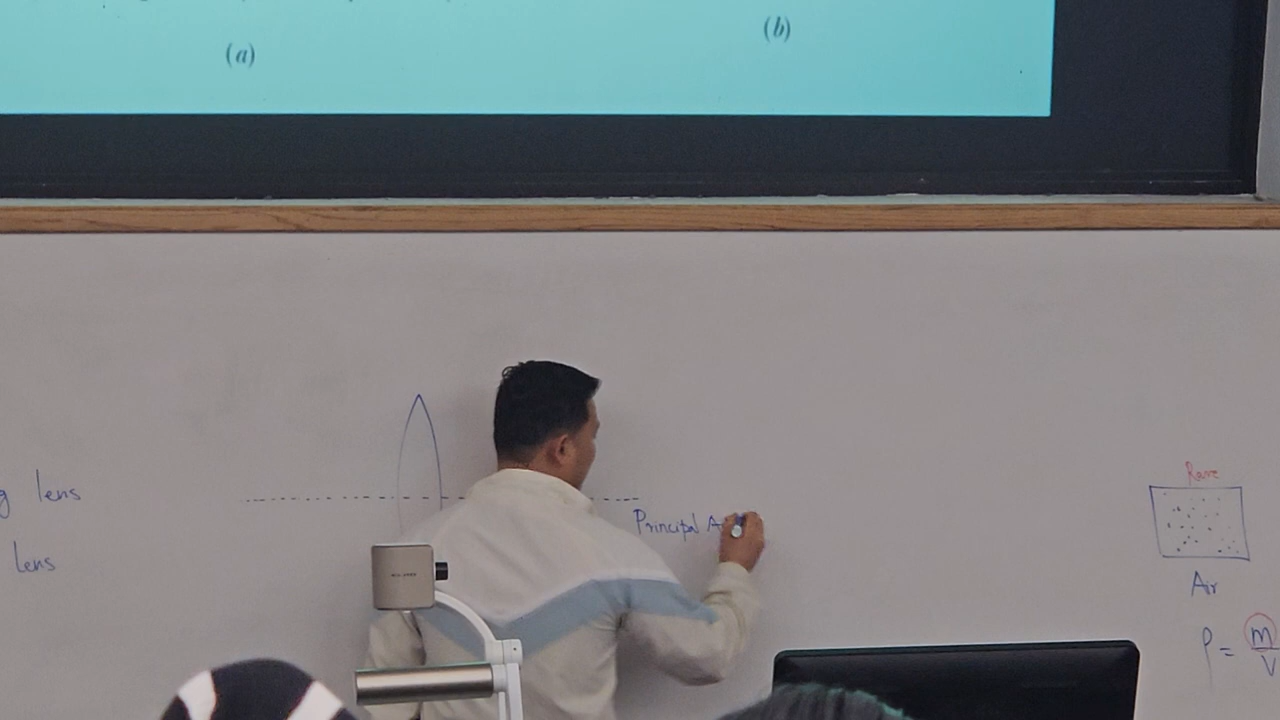 (a)
(b)
lens
lens
Principal A
Rare
Air
ρ = m
V